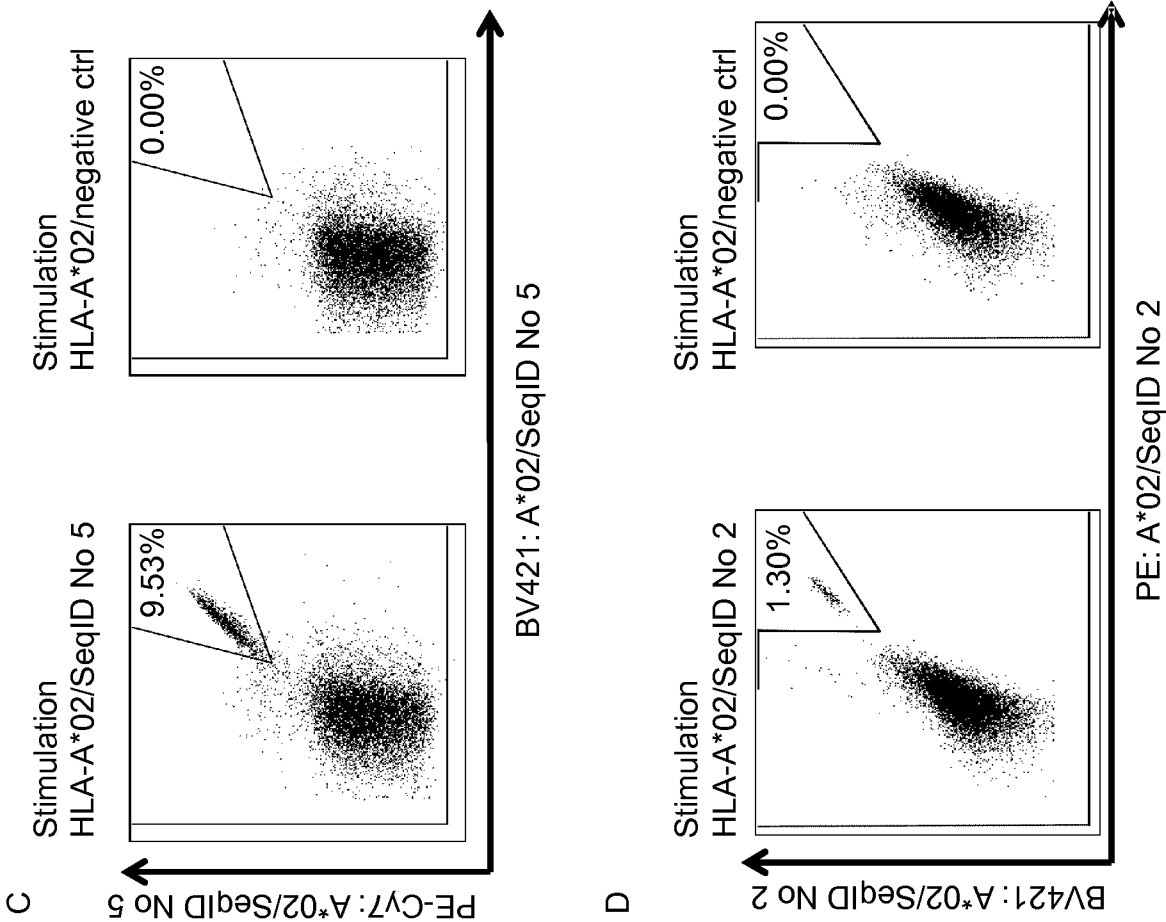 C
Stimulation
HLA-A*02/SeqID No 5
9.53%
Stimulation
HLA-A*02/negative ctrl
0.00%
PE-Cy7: A*02/SeqID No 5
BV421: A*02/SeqID No 5
D
Stimulation
HLA-A*02/SeqID No 2
1.30%
Stimulation
HLA-A*02/negative ctrl
0.00%
BV421: A*02/SeqID No 2
PE: A*02/SeqID No 2